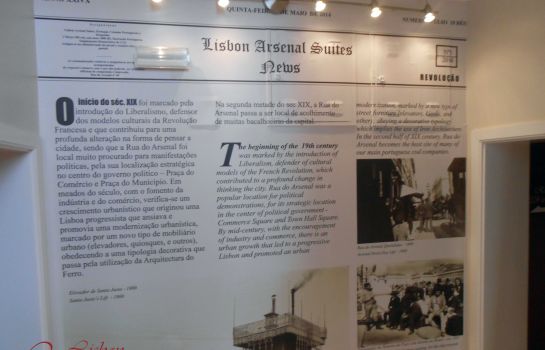 QUINTA-FEIRA
DE MAIO DE 2014
Lisbon Arsenal Suites
News
REVOLUÇÃO
O início do séc. XIX foi marcado pela
introdução do Liberalismo, defensor
dos modelos culturais da Revolução
Francesa e que contribuiu para uma
profunda alteração na forma de pensar a
cidade, sendo que a Rua do Arsenal foi
local muito procurado para manifestações
políticas, pela sua localização estratégica
no centro do governo político – Praça do
Comércio e Praça do Município. Em
meados do século, com o fomento da
indústria e do comércio, verifica-se um
crescimento urbanístico que originou uma
Lisboa progressista que ansiava e
promovia uma modernização urbanística,
marcado por um novo tipo de mobiliário
urbano (elevadores, quiosques, e outros),
obedecendo a uma tipologia decorativa que
passa pela utilização da Arquitectura do
Ferro.
Elevador de Santa Justa - 1900
Santa Justa's Lift - 1900
Lisbon
Na segunda metade do séc XIX, a Rua do
Arsenal passa a ser local de acolhimento
de muitas bacalhoeiros da capital.
The beginning of the 19th century
was marked by the introduction of
Liberalism, defender of cultural
models of the French Revolution, which
contributed to a profound change in
thinking the city. Rua do Arsenal was a
popular location for political
demonstrations, for its strategic location
in the center of political government -
Commerce Square and Town Hall Square.
By mid-century, with the encouragement
of industry and commerce, there is an
urban growth that led to a progressive
Lisbon and promoted an urban
modernization, marked by a new type of
street furniture (elevators, kiosks, and
other), obeying a decorative typology
which implies the use of Iron Architecture.
In the second half of XIX century, Rua do
Arsenal becomes the host site of many of
our main portuguese cod companies.